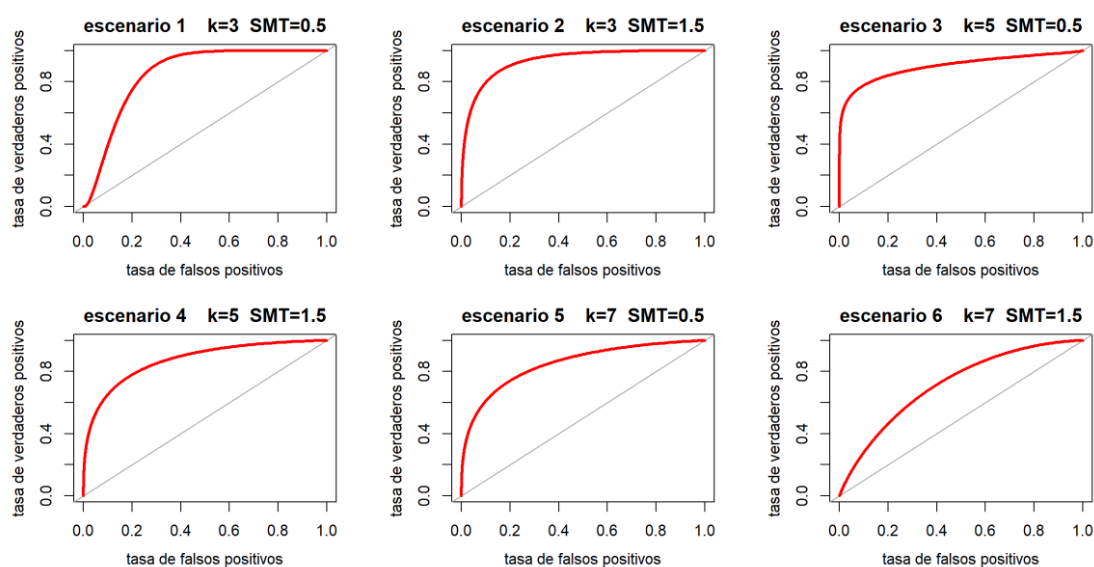 escenario 1 k=3 SMT=0.5
tasa de verdaderos positivos
0.0 0.4 0.8
0.0 0.2 0.4 0.6 0.8 1.0
tasa de falsos positivos
escenario 2 k=3 SMT=1.5
tasa de verdaderos positivos
0.0 0.4 0.8
0.0 0.2 0.4 0.6 0.8 1.0
tasa de falsos positivos
escenario 3 k=5 SMT=0.5
tasa de verdaderos positivos
0.0 0.4 0.8
0.0 0.2 0.4 0.6 0.8 1.0
tasa de falsos positivos
escenario 4 k=5 SMT=1.5
tasa de verdaderos positivos
0.0 0.4 0.8
0.0 0.2 0.4 0.6 0.8 1.0
tasa de falsos positivos
escenario 5 k=7 SMT=0.5
tasa de verdaderos positivos
0.0 0.4 0.8
0.0 0.2 0.4 0.6 0.8 1.0
tasa de falsos positivos
escenario 6 k=7 SMT=1.5
tasa de verdaderos positivos
0.0 0.4 0.8
0.0 0.2 0.4 0.6 0.8 1.0
tasa de falsos positivos